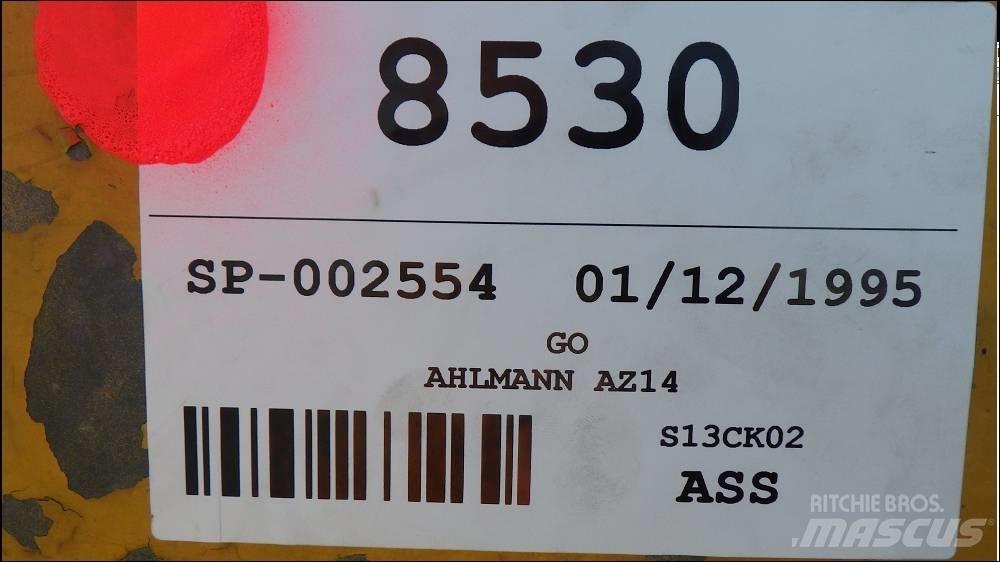 8530
SP-002554 01/12/1995
GO
AHLMANN AZ14
S13CK02
ASS
RITCHIE BROS.
MASCUS